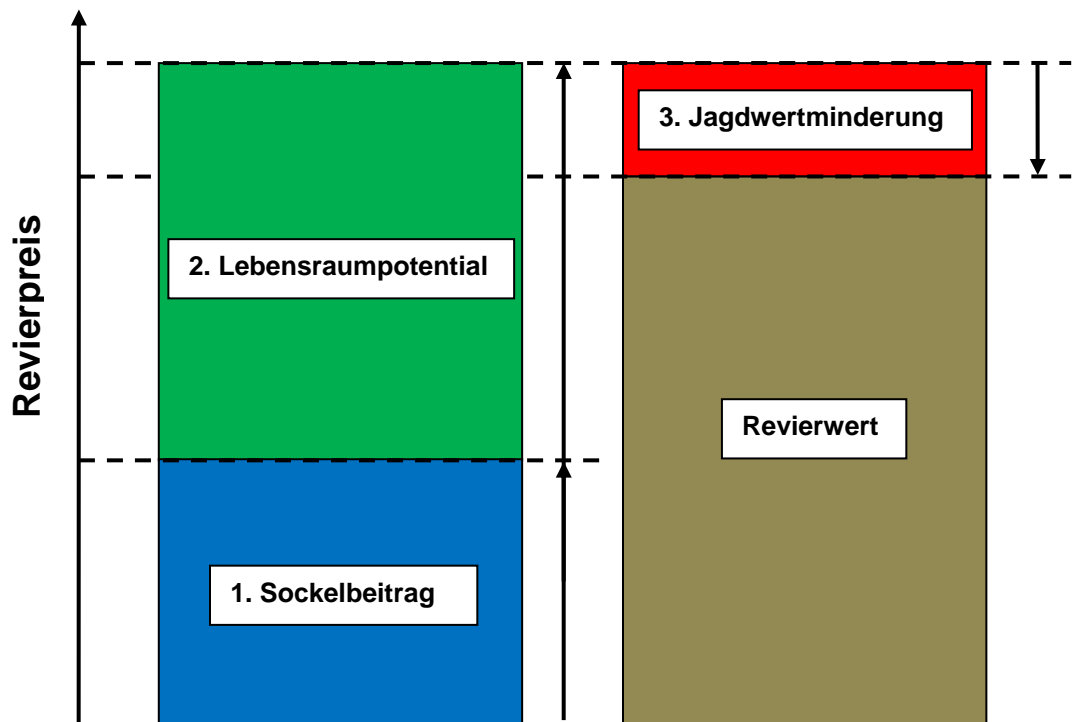 Revierpreis
3. Jagdwertminderung
2. Lebensraumpotential
Revierwert
1. Sockelbeitrag